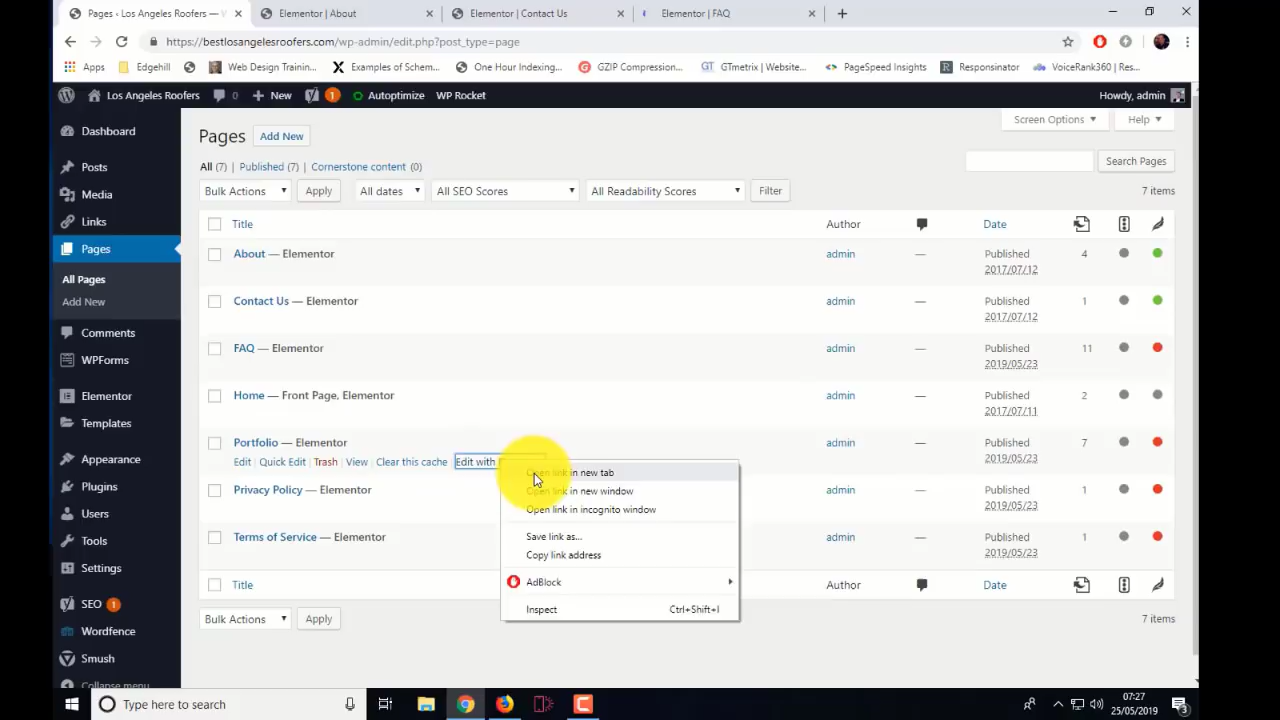 Pages ‹ Los Angeles Roofers —
Elementor | About
Elementor | Contact Us
Elementor | FAQ
https://bestlosangelesroofers.com/wp-admin/edit.php?post_type=page
Apps
Edgehill
Web Design Trainin...
Examples of Schem...
One Hour Indexing...
GZIP Compression...
GTmetrix | Website...
PageSpeed Insights
Responsinator
VoiceRank360 | Res...
Los Angeles Roofers
0
New
1
Autoptimize
WP Rocket
Howdy, admin
Screen Options
Help
Dashboard
Posts
Media
Links
Pages
All Pages
Add New
Comments
WPForms
Elementor
Templates
Appearance
Plugins
Users
Tools
Settings
SEO 1
Wordfence
Smush
Collapse menu
Pages Add New
All (7) | Published (7) | Cornerstone content (0)
Search Pages
Bulk Actions Apply All dates All SEO Scores All Readability Scores Filter 7 items
Title Author Date
About — Elementor admin — Published 4
2017/07/12
Contact Us — Elementor admin — Published 1
2017/07/12
FAQ — Elementor admin — Published 11
2019/05/23
Home — Front Page, Elementor admin — Published 2
2017/07/11
Portfolio — Elementor admin — Published 7
2019/05/23
Edit | Quick Edit | Trash | View | Clear this cache | Edit with
Privacy Policy — Elementor admin — Published 1
2019/05/23
Terms of Service — Elementor admin — Published 1
2019/05/23
Title Author Date
Bulk Actions Apply 7 items
Open link in new tab
Open link in new window
Open link in incognito window
Save link as...
Copy link address
AdBlock
Inspect Ctrl+Shift+I
Type here to search
07:27
25/05/2019
3